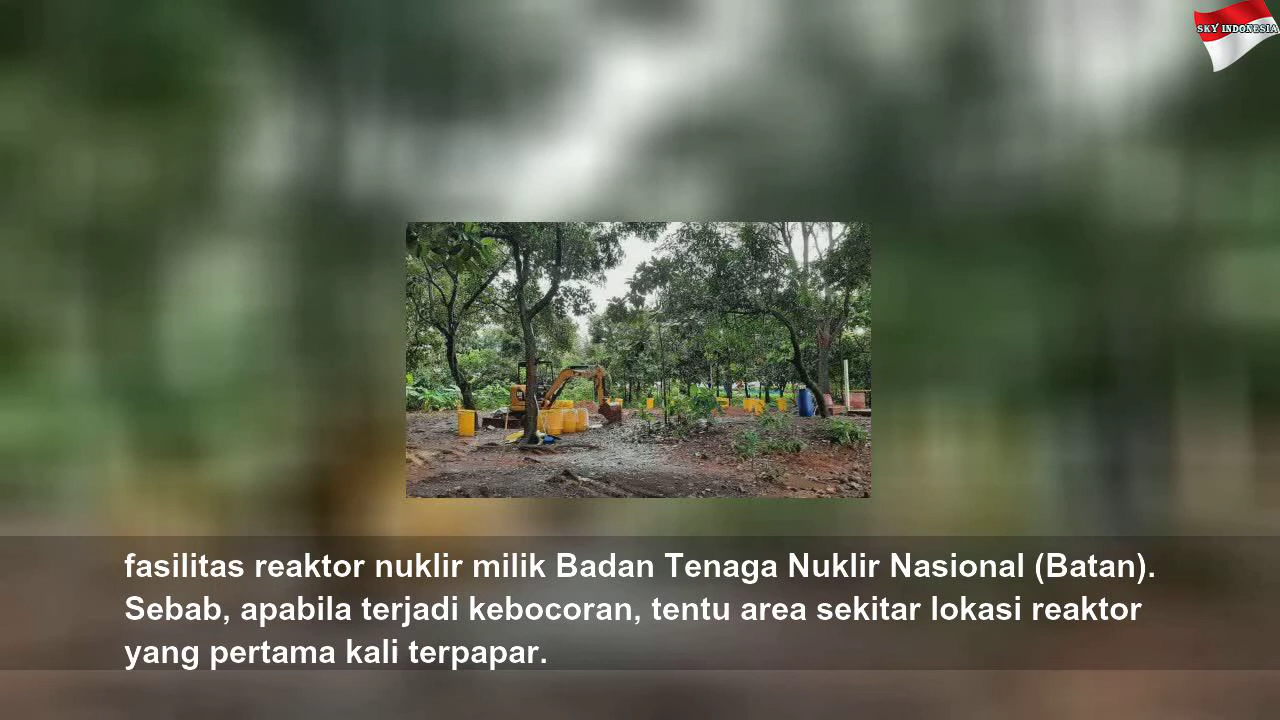 SKY INDONESIA
fasilitas reaktor nuklir milik Badan Tenaga Nuklir Nasional (Batan).
Sebab, apabila terjadi kebocoran, tentu area sekitar lokasi reaktor
yang pertama kali terpapar.